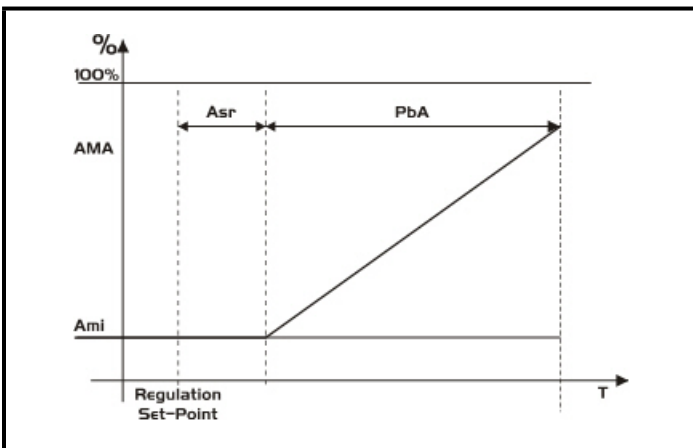 %
100%
Asr
PbA
AMA
Ami
T
Regulation
Set-Point